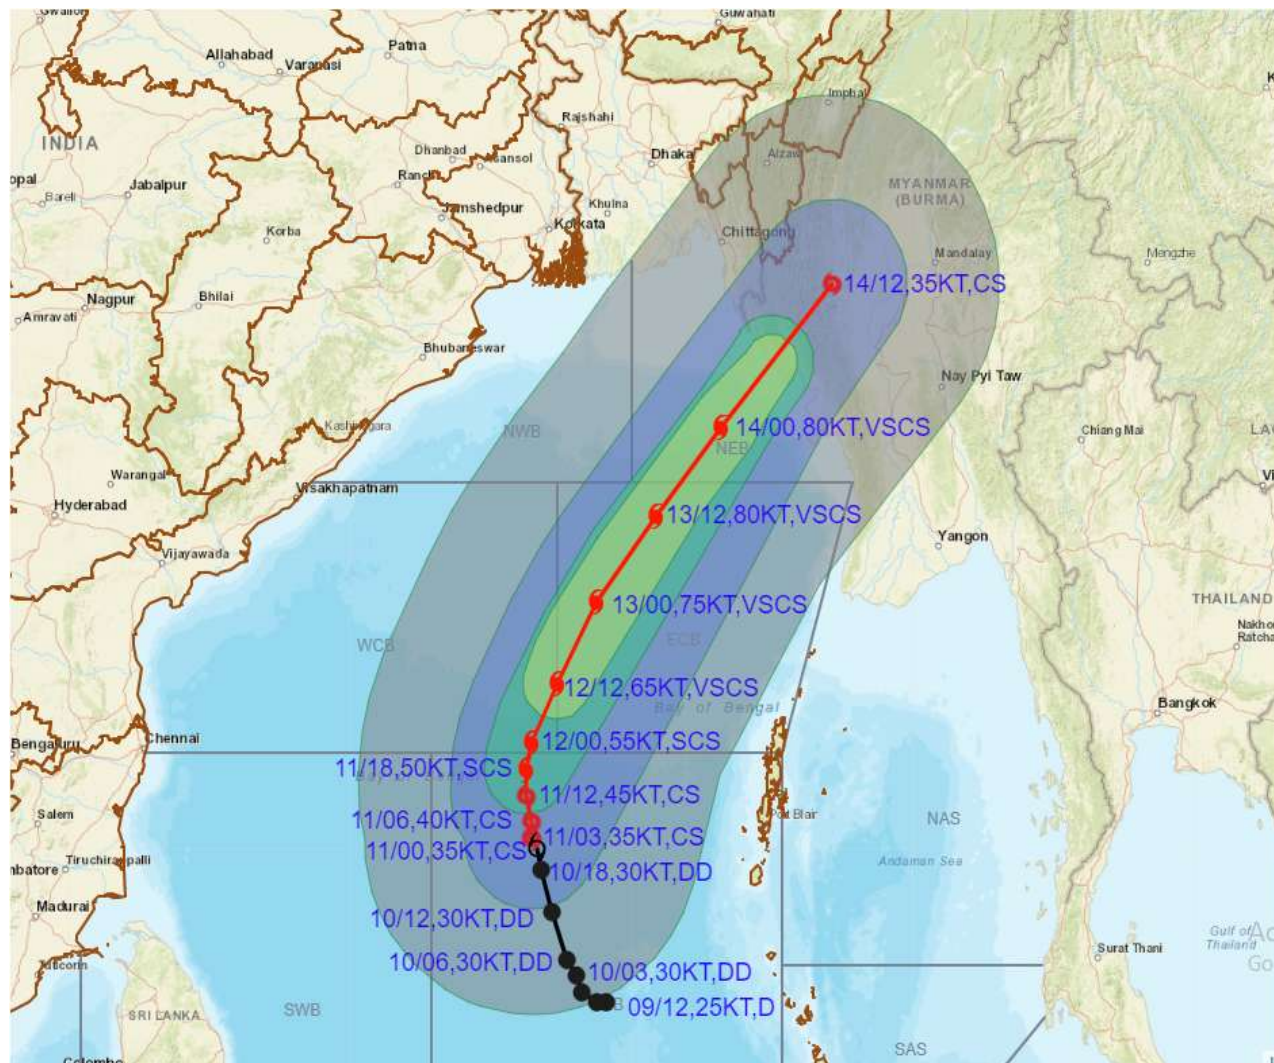 Gwalior
Guwahati
Allahabad
Patna
Varanasi
Imphal
INDIA
Rajshahi
Dhanbad
Asansol
Dhaka
Aizawl
Jabalpur
Bareli
Ranchi
MYANMAR
(BURMA)
Jamshedpur
Khulna
Kolkata
Korba
Chittagong
Mandalay
Mengzhe
14/12,35KT,CS
Nagpur
Bhilai
Amravati
Bhubaneswar
Nay Pyi Taw
Kashinagara
NWB
14/00,80KT,VSCS
NEB
Chiang Mai
Warangal
Visakhapatnam
Hyderabad
13/12,80KT,VSCS
Vijayawada
Yangon
13/00,75KT,VSCS
THAILAND
WCB
ECB
Nakhon
Ratcha
12/12,65KT,VSCS
Bay of Bengal
Bangkok
Bengaluru
Chennai
12/00,55KT,SCS
11/18,50KT,SCS
11/12,45KT,CS
Salem
11/06,40KT,CS
Port Blair
NAS
11/03,35KT,CS
11/00,35KT,CS
mbatore
Tiruchirappalli
Andaman Sea
10/18,30KT,DD
Madurai
10/12,30KT,DD
Gulf of
Thailand
Surat Thani
Tuticorin
10/06,30KT,DD
10/03,30KT,DD
SRI LANKA
SWB
09/12,25KT,D
SAS
Colombo